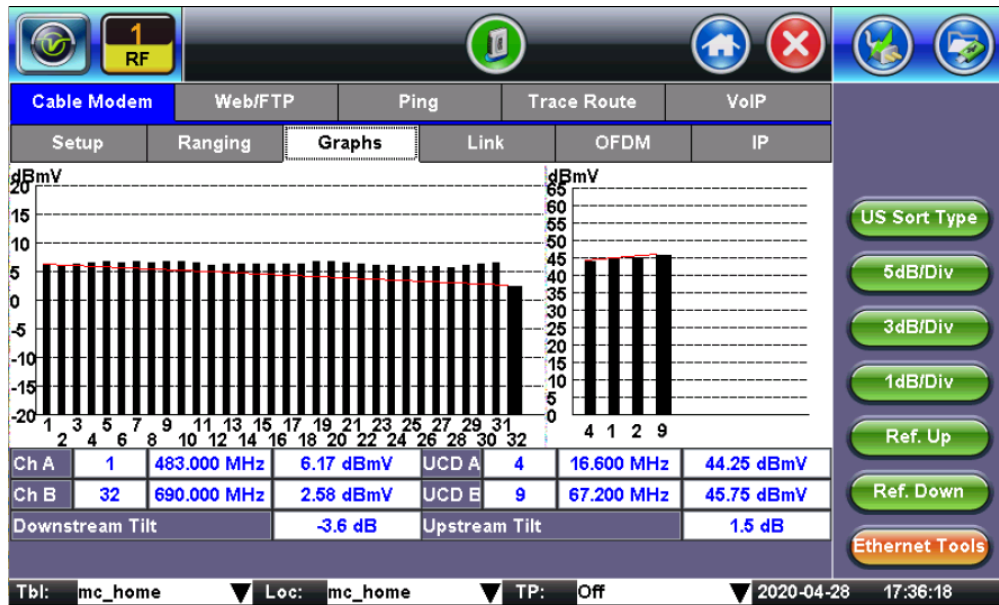 1
RF
Cable Modem Web/FTP Ping Trace Route VoIP
Setup Ranging Graphs Link OFDM IP
dBmV
20
15
10
5
0
-5
-10
-15
-20
1 3 5 7 9 11 13 15 17 19 21 23 25 27 29 31
2 4 6 8 10 12 14 16 18 20 22 24 26 28 30 32
dBmV
65
60
55
50
45
40
35
30
25
20
15
10
5
0
4 1 2 9
US Sort Type
5dB/Div
3dB/Div
1dB/Div
Ref. Up
Ref. Down
Ethernet Tools
Ch A 1 483.000 MHz 6.17 dBmV UCD A 4 16.600 MHz 44.25 dBmV
Ch B 32 690.000 MHz 2.58 dBmV UCD B 9 67.200 MHz 45.75 dBmV
Downstream Tilt -3.6 dB Upstream Tilt 1.5 dB
Tbl: mc_home Loc: mc_home TP: Off 2020-04-28 17:36:18